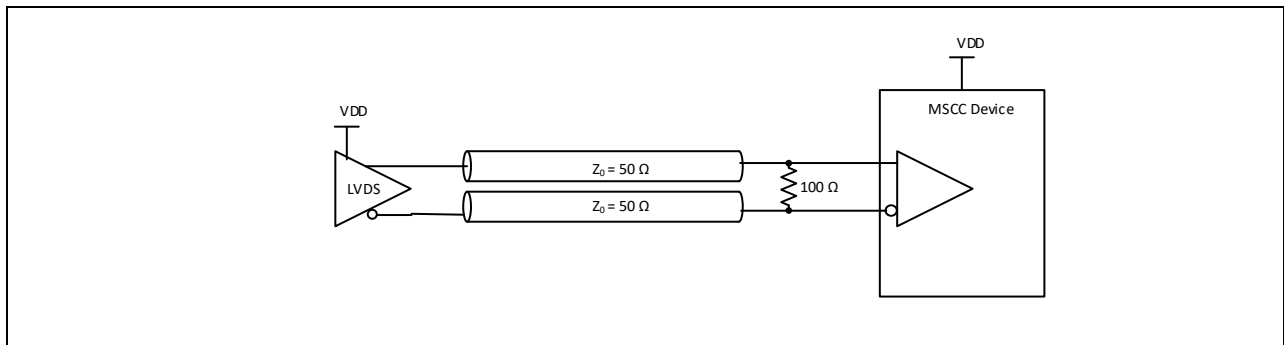 VDD
MSCC Device
VDD
LVDS
Z₀ = 50 Ω
100 Ω
Z₀ = 50 Ω